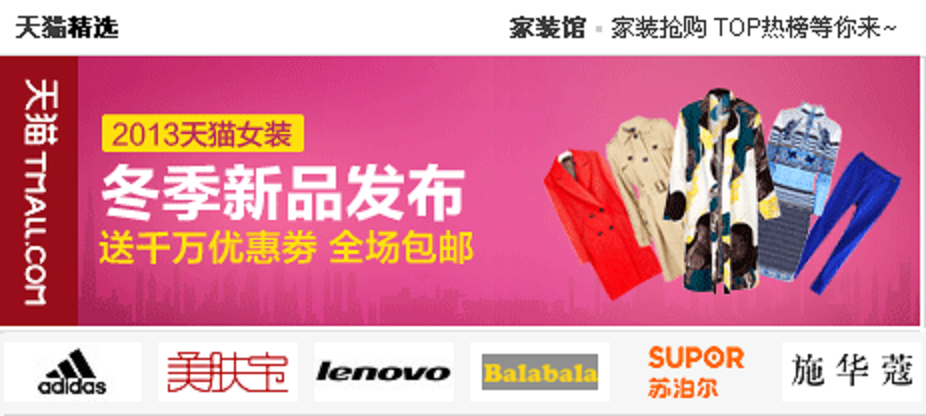 天猫精选
家装馆 家装抢购 TOP热榜等你来~
天猫 TMALL.COM
2013天猫女装
冬季新品发布
送千万优惠劵 全场包邮
adidas
美肤宝
lenovo
Balabala
SUPOR
苏泊尔
施华蔻